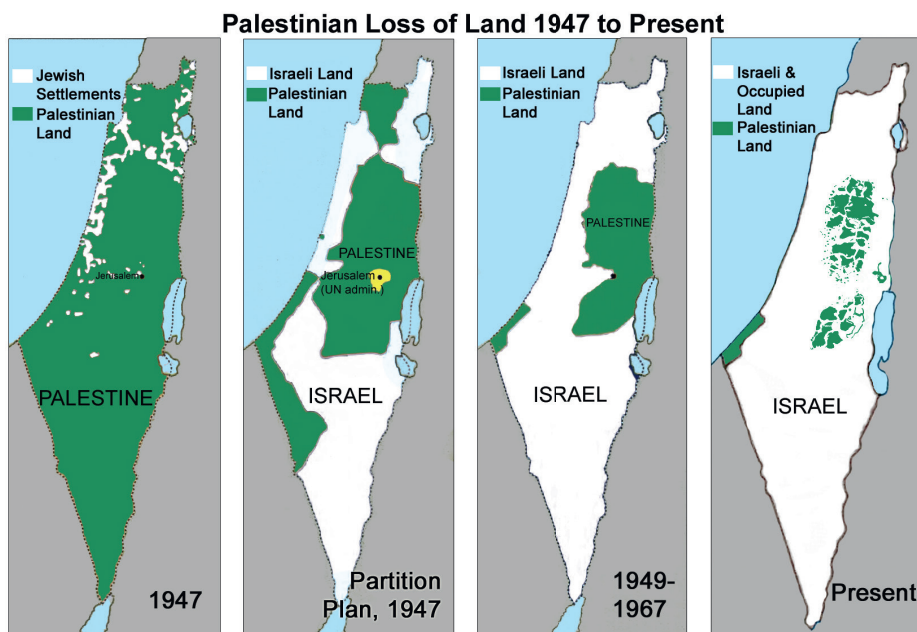 Palestinian Loss of Land 1947 to Present
Jewish
Settlements
Palestinian
Land
Jerusalem
PALESTINE
1947
Israeli Land
Palestinian
Land
PALESTINE
Jerusalem
(UN admin.)
ISRAEL
Partition
Plan, 1947
Israeli Land
Palestinian
Land
PALESTINE
ISRAEL
1949-
1967
Israeli &
Occupied
Land
Palestinian
Land
ISRAEL
Present